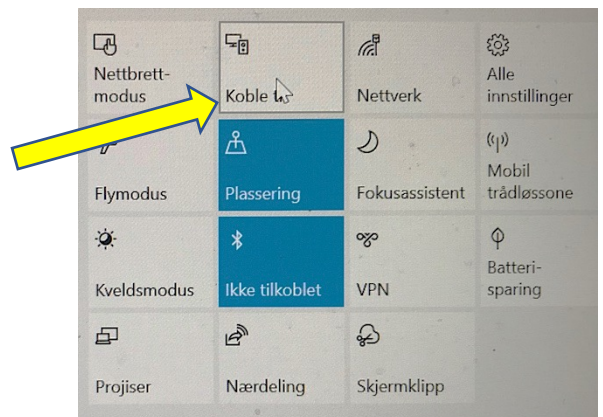 Nettbrett-
modus
Koble
Nettverk
Alle
innstillinger
Flymodus
Plassering
Fokusassistent
Mobil
trådløssone
Kveldsmodus
Ikke tilkoblet
VPN
Batteri-
sparing
Projiser
Nærdeling
Skjermklipp